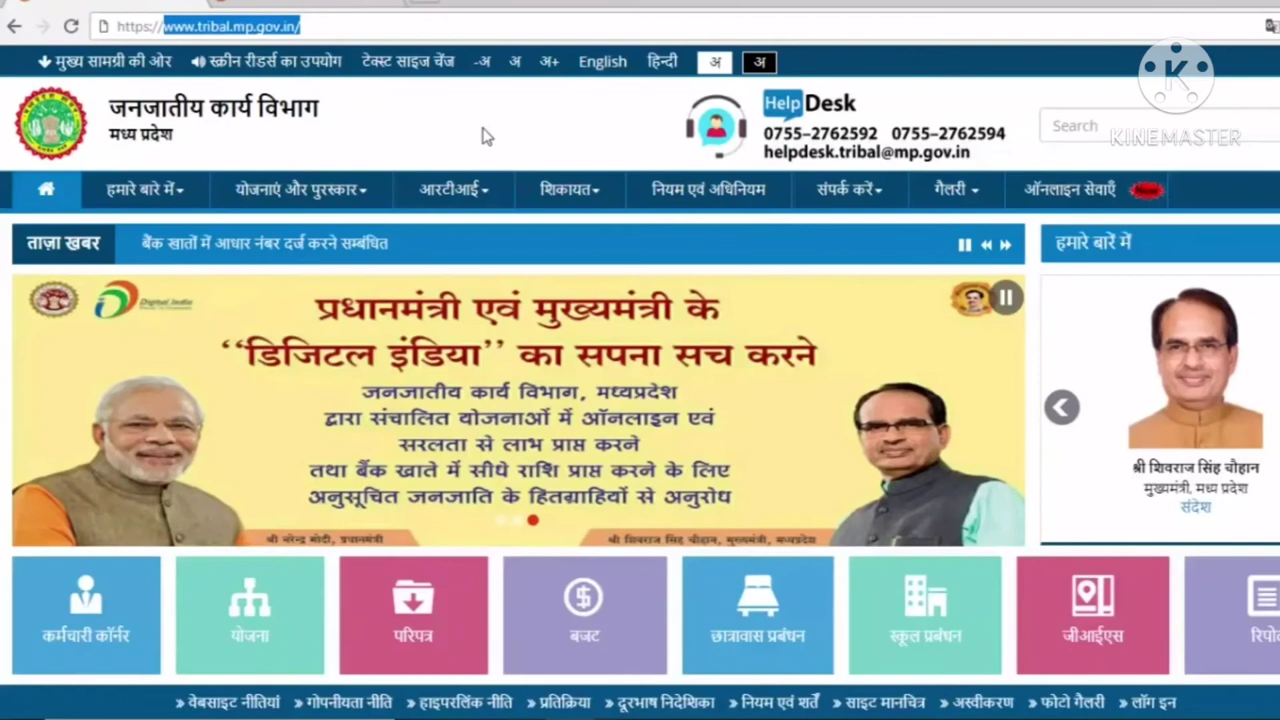 https://www.tribal.mp.gov.in/
मुख्य सामग्री की ओर स्क्रीन रीडर्स का उपयोग टेक्स्ट साइज चेंज -अ अ अ+ English हिन्दी अ अ
जनजातीय कार्य विभाग
मध्य प्रदेश
Help Desk
0755-2762592 0755-2762594
helpdesk.tribal@mp.gov.in
Search
KINEMASTER
हमारे बारे में योजनाएं और पुरस्कार आरटीआई शिकायत नियम एवं अधिनियम संपर्क करें गैलरी ऑनलाइन सेवाएँ New
ताज़ा खबर बैंक खातों में आधार नंबर दर्ज करने सम्बंधित
हमारे बारें में
Digital India
प्रधानमंत्री एवं मुख्यमंत्री के
‘‘डिजिटल इंडिया’’ का सपना सच करने
जनजातीय कार्य विभाग, मध्यप्रदेश
द्वारा संचालित योजनाओं में ऑनलाइन एवं
सरलता से लाभ प्राप्त करने
तथा बैंक खाते में सीधे राशि प्राप्त करने के लिए
अनुसूचित जनजाति के हितग्राहियों से अनुरोध
श्री नरेन्द्र मोदी, प्रधानमंत्री श्री शिवराज सिंह चौहान, मुख्यमंत्री, मध्यप्रदेश
श्री शिवराज सिंह चौहान
मुख्यमंत्री, मध्य प्रदेश
संदेश
कर्मचारी कॉर्नर योजना परिपत्र बजट छात्रावास प्रबंधन स्कूल प्रबंधन जीआईएस रिपो
» वेबसाइट नीतियां » गोपनीयता नीति » हाइपरलिंक नीति » प्रतिक्रिया » दूरभाष निदेशिका » नियम एवं शर्तें » साइट मानचित्र » अस्वीकरण » फोटो गैलरी » लॉग इन